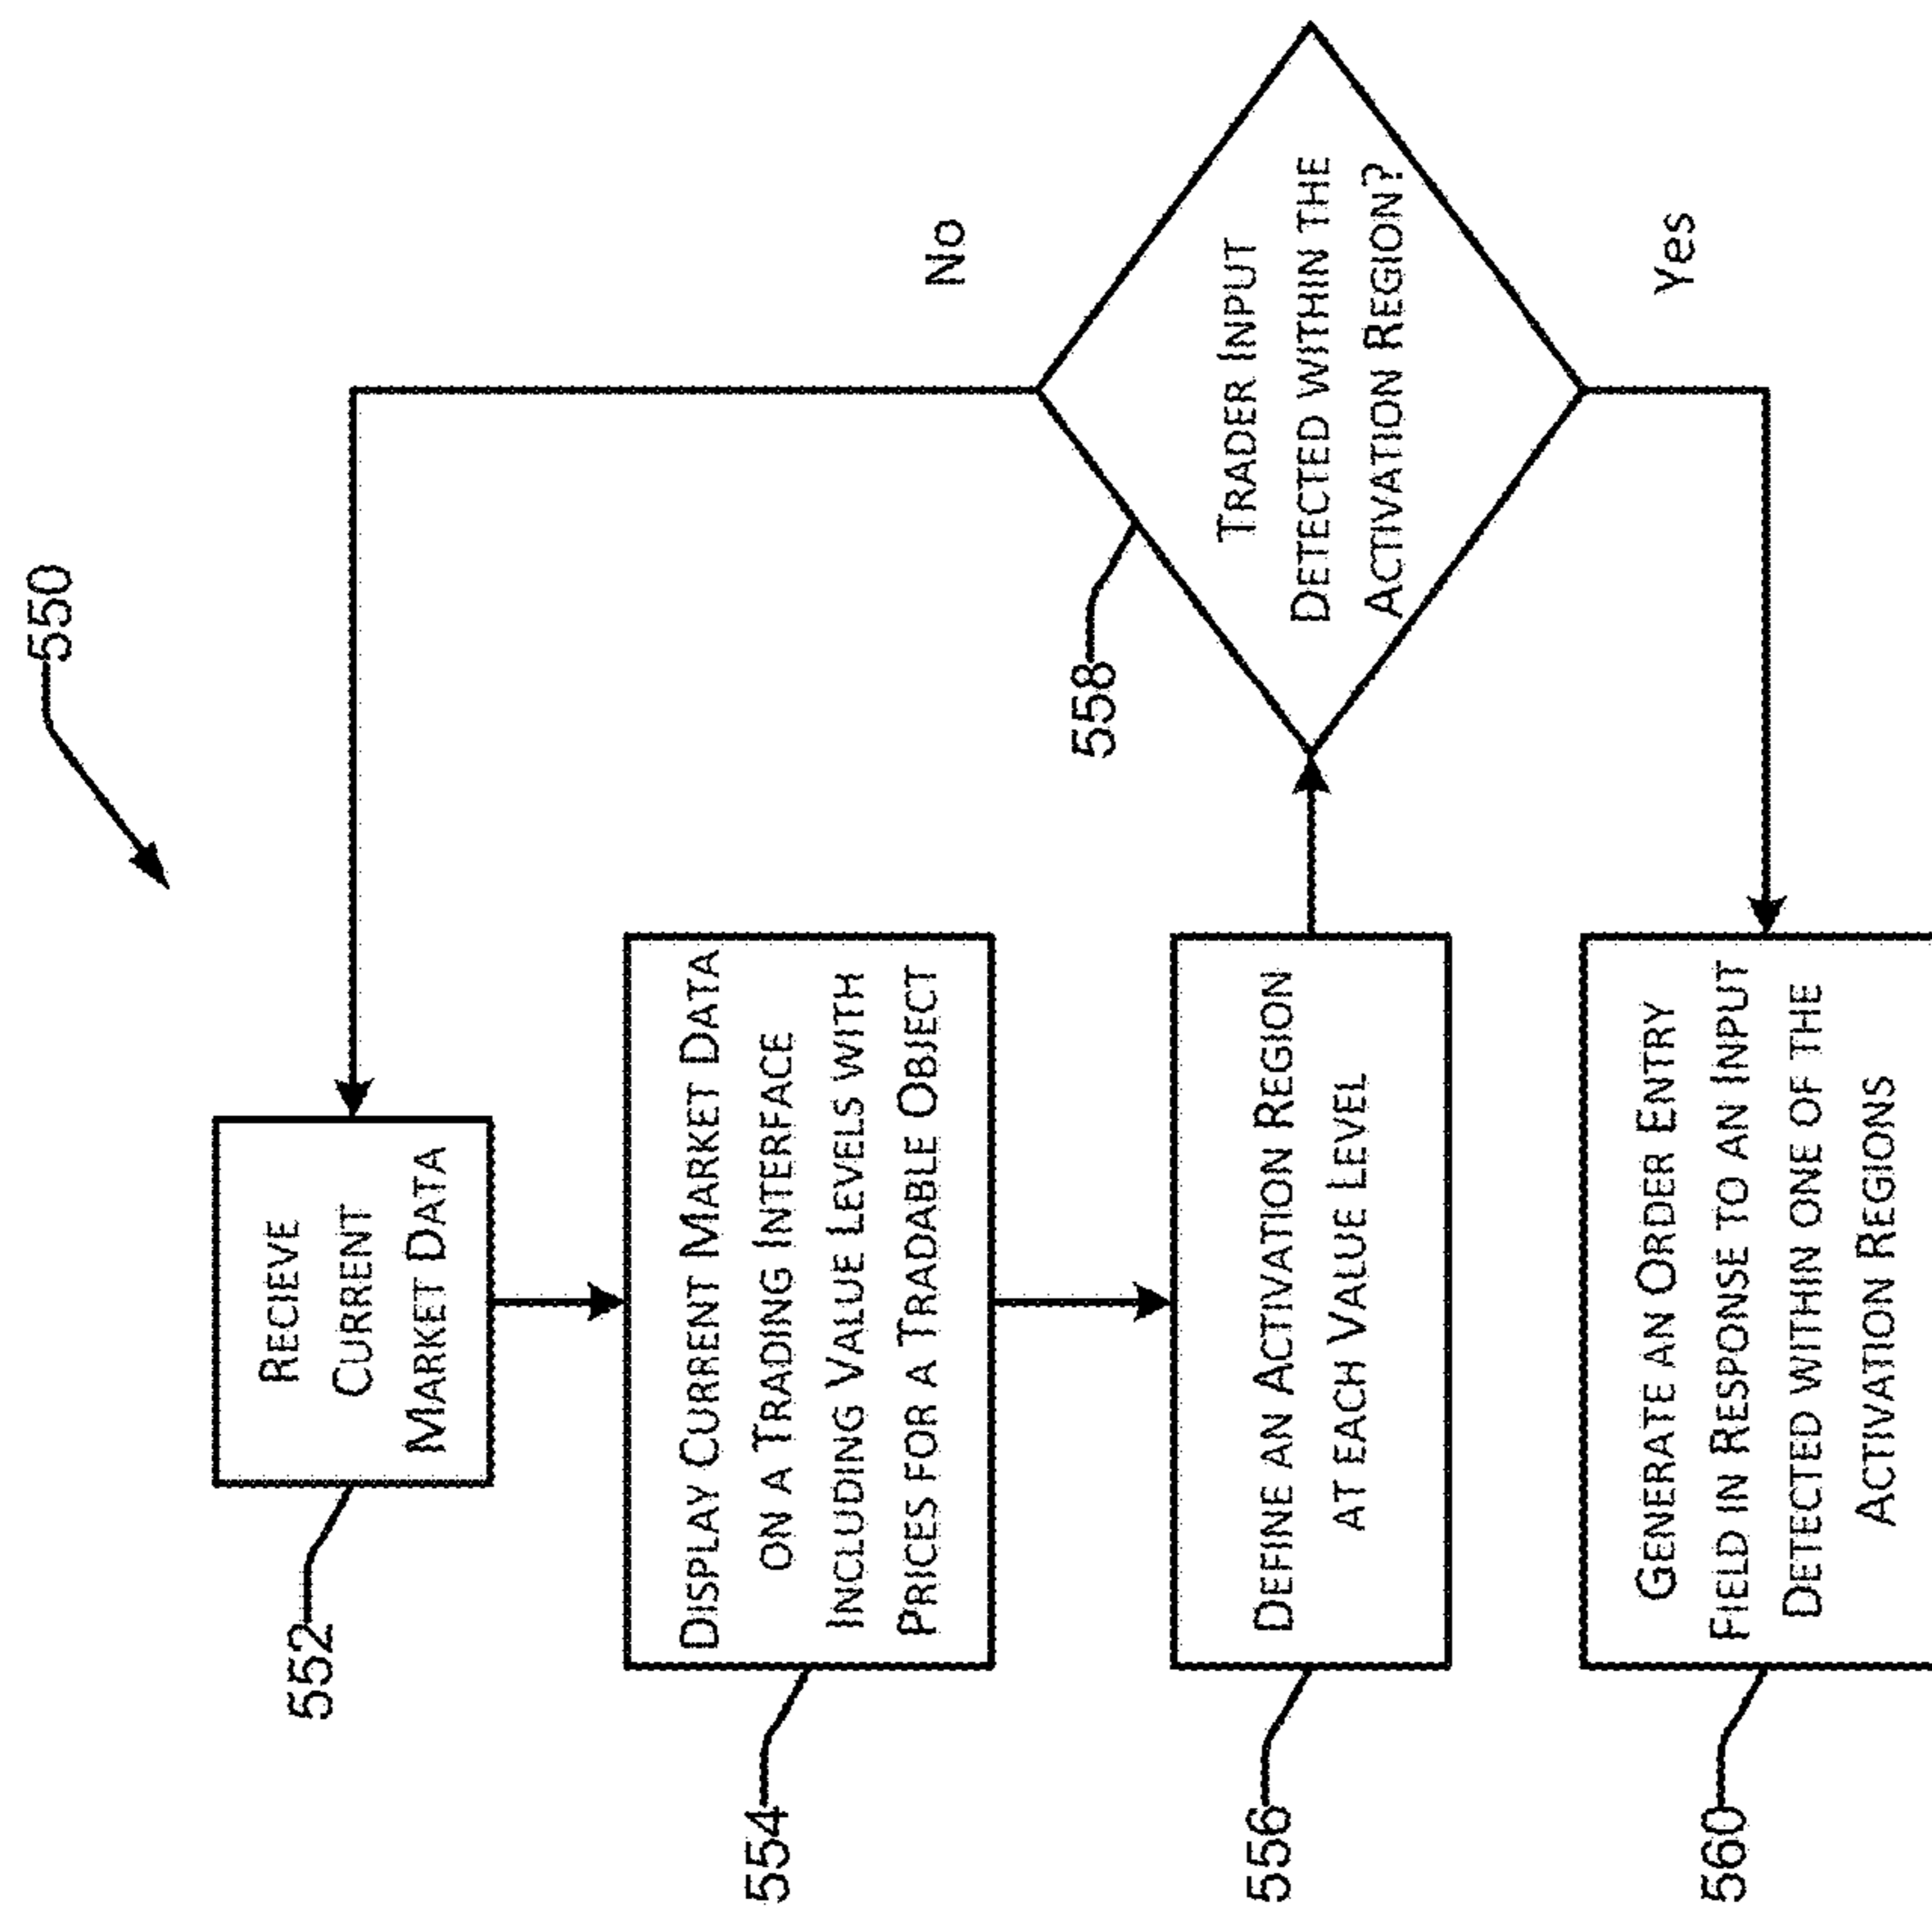 550
552
RECIEVE
CURRENT
MARKET DATA
554
DISPLAY CURRENT MARKET DATA
ON A TRADING INTERFACE
INCLUDING VALUE LEVELS WITH
PRICES FOR A TRADABLE OBJECT
556
DEFINE AN ACTIVATION REGION
AT EACH VALUE LEVEL
558
TRADER INPUT
DETECTED WITHIN THE
ACTIVATION REGION?
No
Yes
560
GENERATE AN ORDER ENTRY
FIELD IN RESPONSE TO AN INPUT
DETECTED WITHIN ONE OF THE
ACTIVATION REGIONS